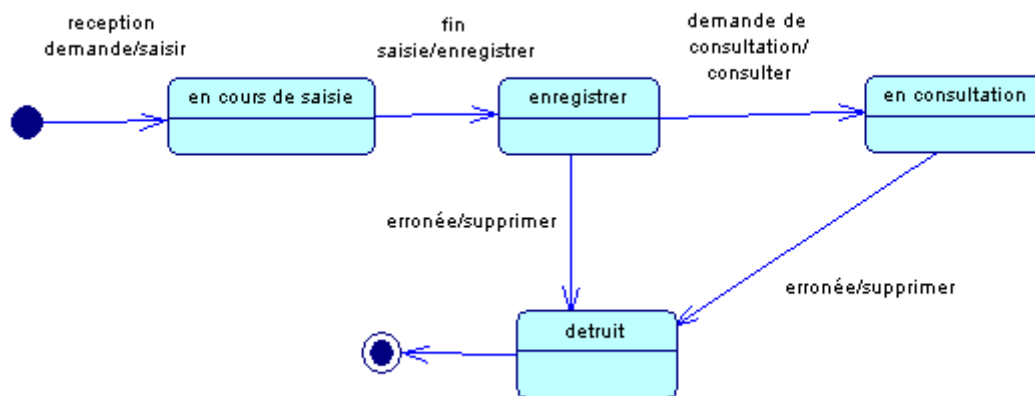 reception
demande/saisir
fin
saisie/enregistrer
demande de
consultation/
consulter
en cours de saisie
enregistrer
en consultation
erronée/supprimer
erronée/supprimer
detruit